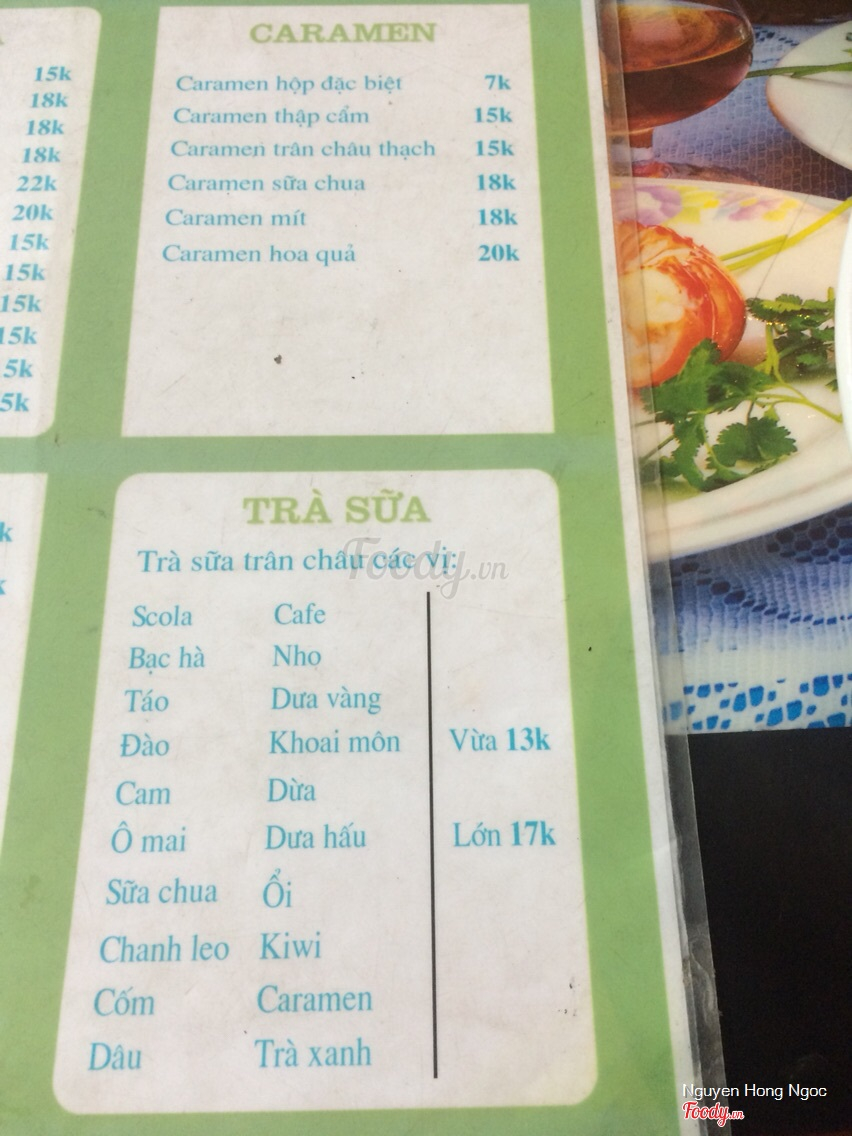 15k
18k
18k
18k
22k
20k
15k
15k
15k
15k
5k
5k
CARAMEN
Caramen hộp đặc biệt 7k
Caramen thập cẩm 15k
Caramen trân châu thạch 15k
Caramen sữa chua 18k
Caramen mít 18k
Caramen hoa quả 20k
k
TRÀ SỮA
Trà sữa trân châu các vị:
Scola Cafe
Bạc hà Nho
Táo Dưa vàng
Đào Khoai môn Vừa 13k
Cam Dừa
Ô mai Dưa hấu Lớn 17k
Sữa chua Ổi
Chanh leo Kiwi
Cốm Caramen
Dâu Trà xanh
Foody.vn
Nguyen Hong Ngoc
Foody.vn